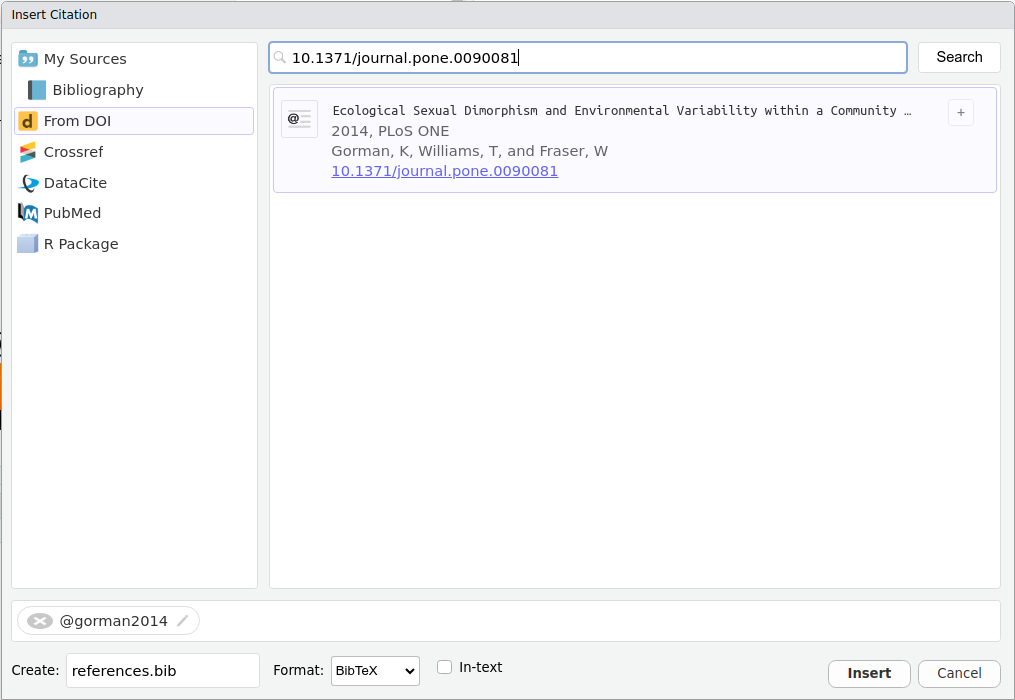 Insert Citation
My Sources
Bibliography
From DOI
Crossref
DataCite
PubMed
R Package
10.1371/journal.pone.0090081
Search
Ecological Sexual Dimorphism and Environmental Variability within a Community …
2014, PLoS ONE
Gorman, K, Williams, T, and Fraser, W
10.1371/journal.pone.0090081
+
@gorman2014
Create: references.bib Format: BibTeX In-text
Insert Cancel